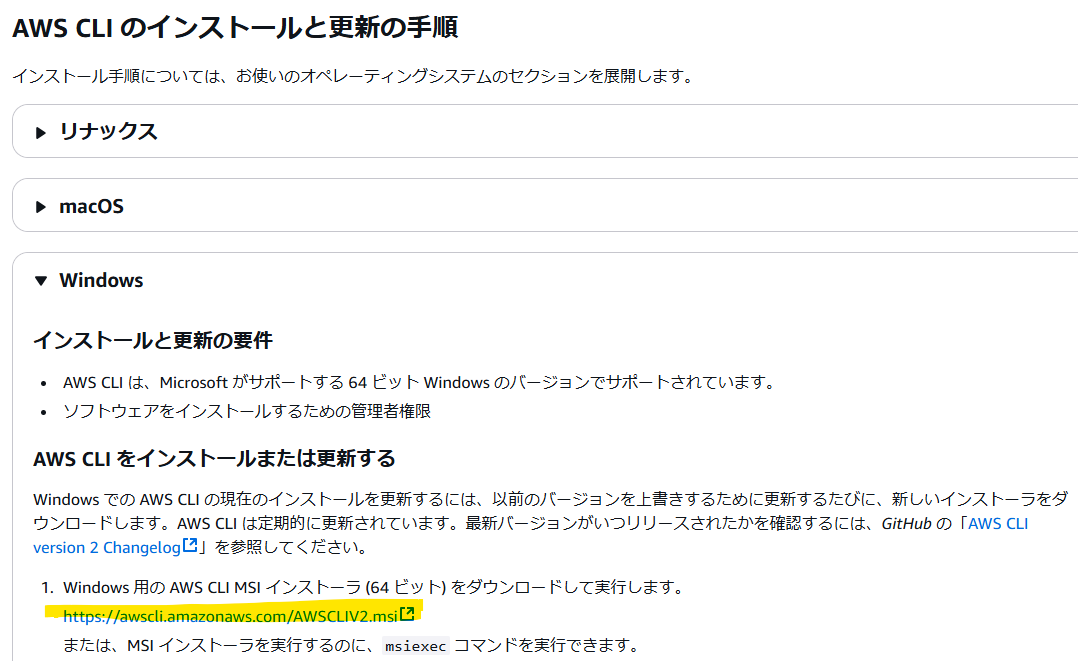 AWS CLI のインストールと更新の手順
インストール手順については、お使いのオペレーティングシステムのセクションを展開します。
リナックス
macOS
Windows
インストールと更新の要件
AWS CLI は、Microsoft がサポートする 64 ビット Windows のバージョンでサポートされています。
ソフトウェアをインストールするための管理者権限
AWS CLI をインストールまたは更新する
Windows での AWS CLI の現在のインストールを更新するには、以前のバージョンを上書きするために更新するたびに、新しいインストーラをダ
ウンロードします。AWS CLI は定期的に更新されています。最新バージョンがいつリリースされたかを確認するには、GitHub の「AWS CLI
version 2 Changelog」を参照してください。
1. Windows 用の AWS CLI MSI インストーラ (64 ビット) をダウンロードして実行します。
https://awscli.amazonaws.com/AWSCLIV2.msi
または、MSI インストーラを実行するのに、msiexec コマンドを実行できます。